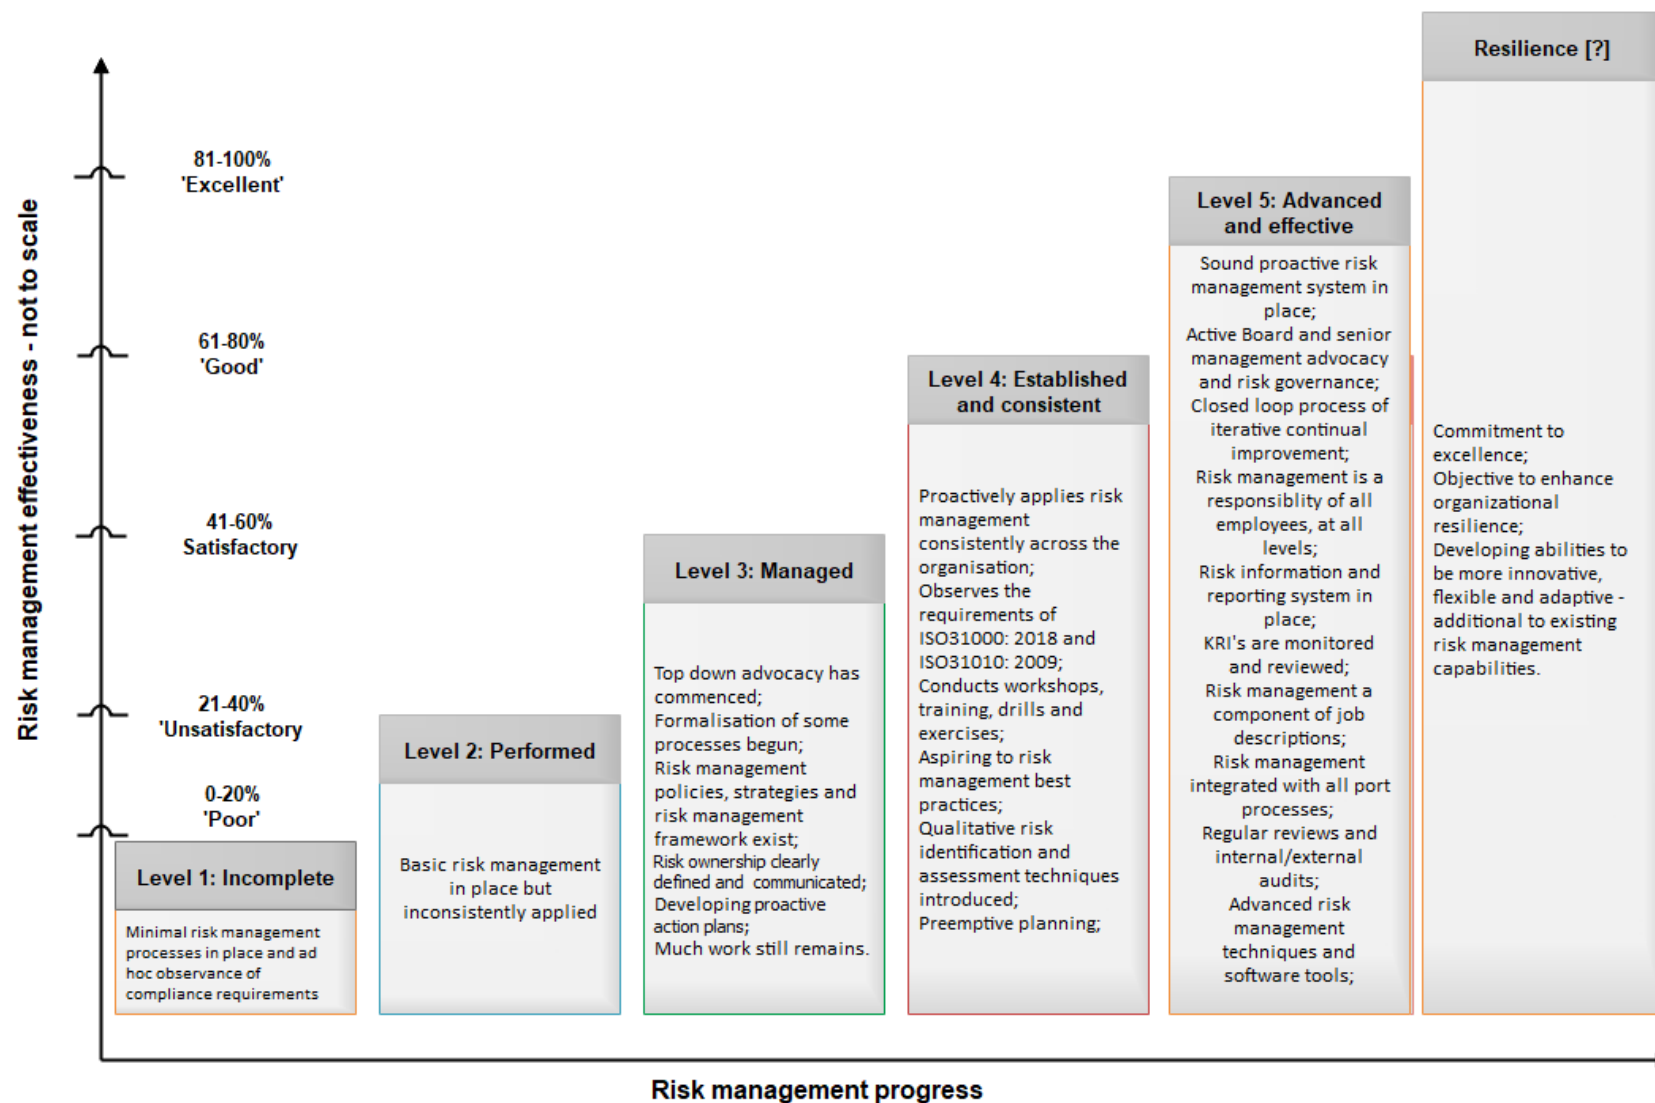 Risk management effectiveness - not to scale
81-100%
'Excellent'
61-80%
'Good'
41-60%
Satisfactory
21-40%
'Unsatisfactory
0-20%
'Poor'
Level 1: Incomplete
Minimal risk management
processes in place and ad
hoc observance of
compliance requirements
Level 2: Performed
Basic risk management
in place but
inconsistently applied
Level 3: Managed
Top down advocacy has
commenced;
Formalisation of some
processes begun;
Risk management
policies, strategies and
risk management
framework exist;
Risk ownership clearly
defined and communicated;
Developing proactive
action plans;
Much work still remains.
Level 4: Established
and consistent
Proactively applies risk
management
consistently across the
organisation;
Observes the
requirements of
ISO31000: 2018 and
ISO31010: 2009;
Conducts workshops,
training, drills and
exercises;
Aspiring to risk
management best
practices;
Qualitative risk
identification and
assessment techniques
introduced;
Preemptive planning;
Level 5: Advanced
and effective
Sound proactive risk
management system in
place;
Active Board and senior
management advocacy
and risk governance;
Closed loop process of
iterative continual
improvement;
Risk management is a
responsiblity of all
employees, at all
levels;
Risk information and
reporting system in
place;
KRI's are monitored
and reviewed;
Risk management a
component of job
descriptions;
Risk management
integrated with all port
processes;
Regular reviews and
internal/external
audits;
Advanced risk
management
techniques and
software tools;
Resilience [?]
Commitment to
excellence;
Objective to enhance
organizational
resilience;
Developing abilities to
be more innovative,
flexible and adaptive -
additional to existing
risk management
capabilities.
Risk management progress